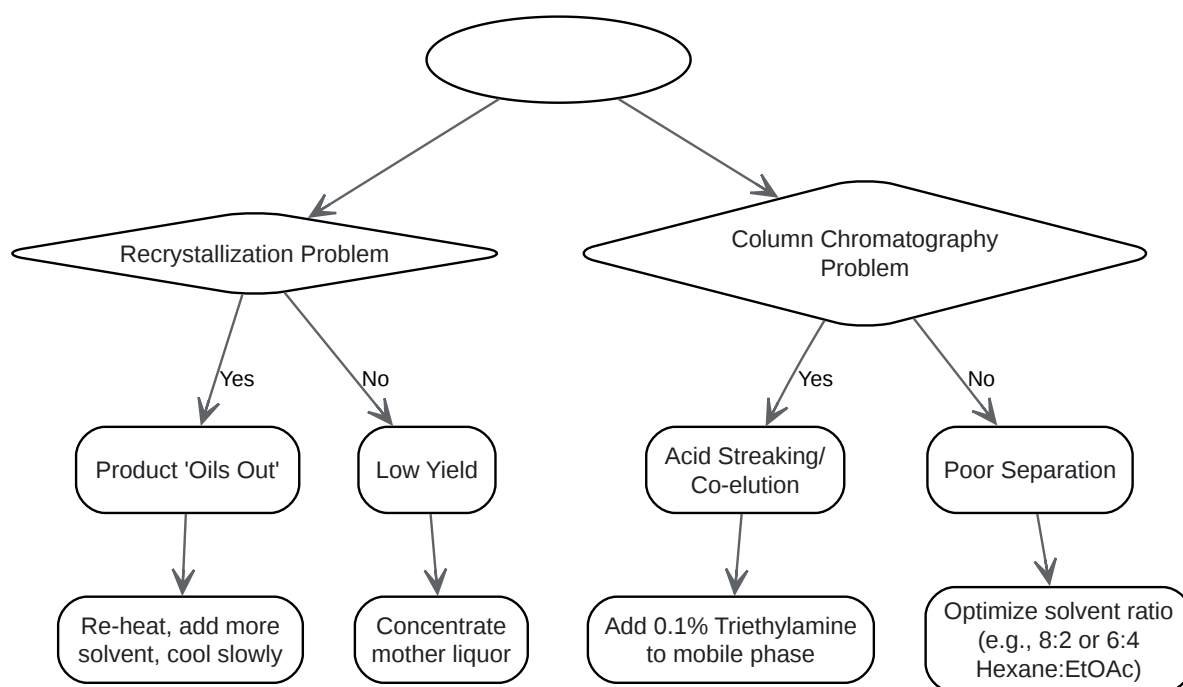 Recrystallization Problem
Column Chromatography
Problem
Yes
No
Yes
No
Product 'Oils Out'
Low Yield
Acid Streaking/
Co-elution
Poor Separation
Re-heat, add more
solvent, cool slowly
Concentrate
mother liquor
Add 0.1% Triethylamine
to mobile phase
Optimize solvent ratio
(e.g., 8:2 or 6:4
Hexane:EtOAc)